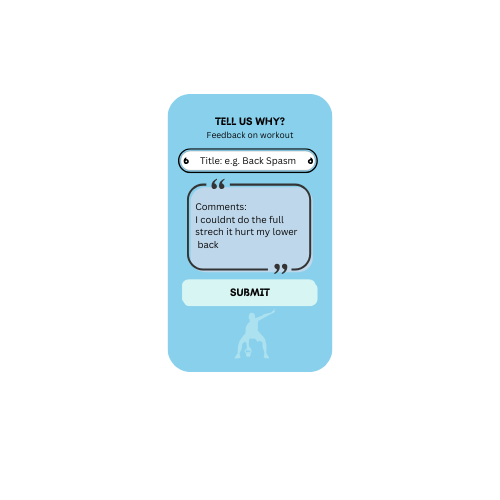 TELL US WHY?
Feedback on workout
Title: e.g. Back Spasm
Comments:
I couldnt do the full
strech it hurt my lower
back
SUBMIT